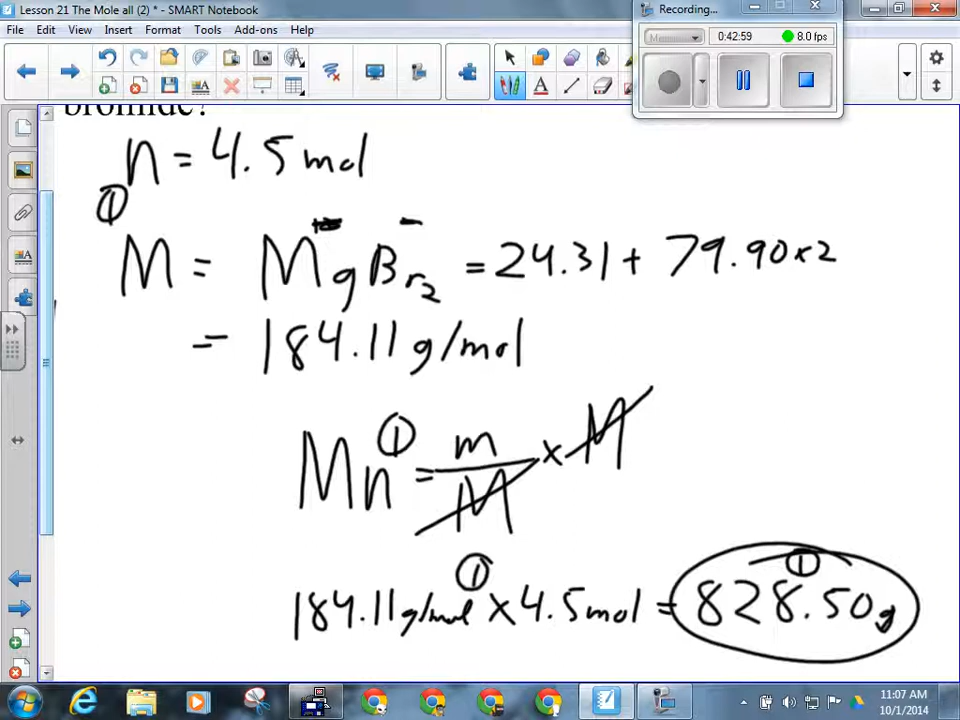 Lesson 21 The Mole all (2) * - SMART Notebook
Recording...
File Edit View Insert Format Tools Add-ons Help
Memo 0:42:59 8.0 fps
bromide?
n = 4.5 mol
①
M = MgBr2 = 24.31 + 79.90 x 2
= 184.11 g/mol
Mn ① = m/M x M
①
184.11 g/mol x 4.5 mol = 828.50 g
①
11:07 AM
10/1/2014